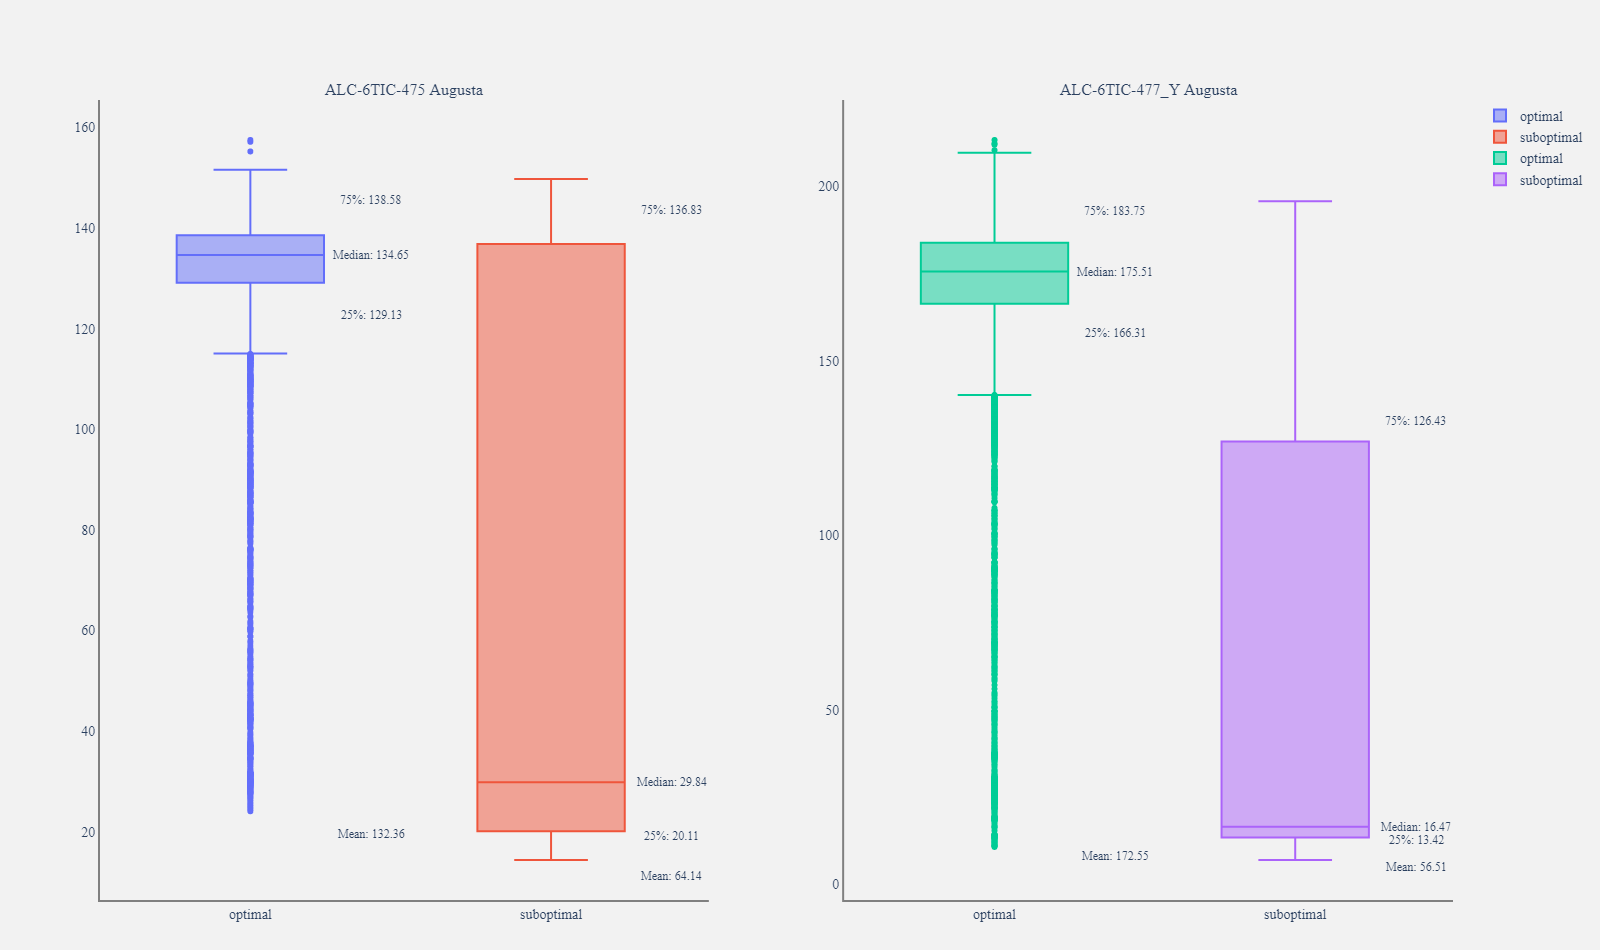 ALC-6TIC-475 Augusta
160
140
120
100
80
60
40
20
75%: 138.58
Median: 134.65
25%: 129.13
Mean: 132.36
75%: 136.83
Median: 29.84
25%: 20.11
Mean: 64.14
optimal
suboptimal
ALC-6TIC-477_Y Augusta
200
150
100
50
0
75%: 183.75
Median: 175.51
25%: 166.31
Mean: 172.55
75%: 126.43
Median: 16.47
25%: 13.42
Mean: 56.51
optimal
suboptimal
optimal
suboptimal
optimal
suboptimal